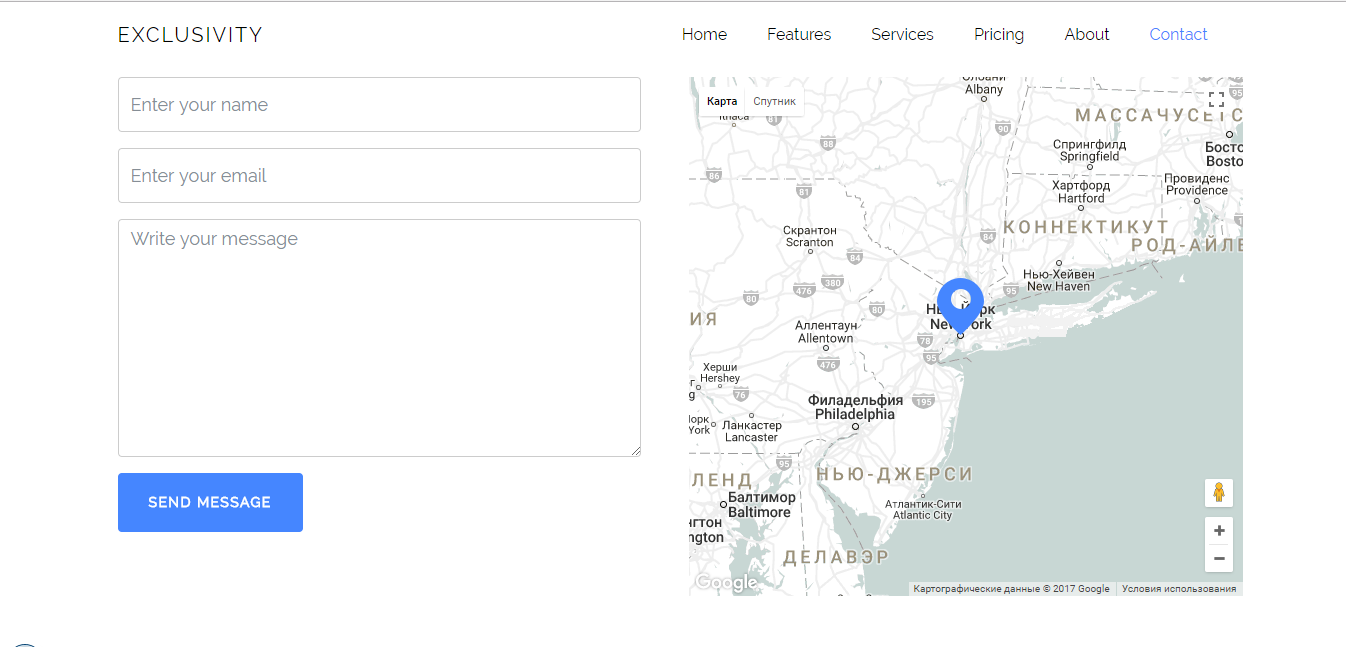 EXCLUSIVITY
Home Features Services Pricing About Contact
Enter your name
Enter your email
Write your message
SEND MESSAGE
Карта Спутник
Олбани
Albany
95
Ithaca
81
90
МАССАЧУСЕТС
88
Спрингфилд
Springfield
Босто
Bosto
86
81
Хартфорд
Hartford
Провиденс
Providence
КОННЕКТИКУТ
РОД-АЙЛЕ
Скрантон
Scranton
84
84
Нью-Хейвен
New Haven
380
476
80
95
80
Нью-Йорк
New York
ИЯ
Аллентаун
Allentown
78
95
476
Херши
Hershey
76
195
Филадельфия
Philadelphia
Йорк
York
Ланкастер
Lancaster
95
ЛЕНД
НЬЮ-ДЖЕРСИ
Балтимор
Baltimore
Атлантик-Сити
Atlantic City
нгтон
ngton
ДЕЛАВЭР
Google
Картографические данные © 2017 Google Условия использования